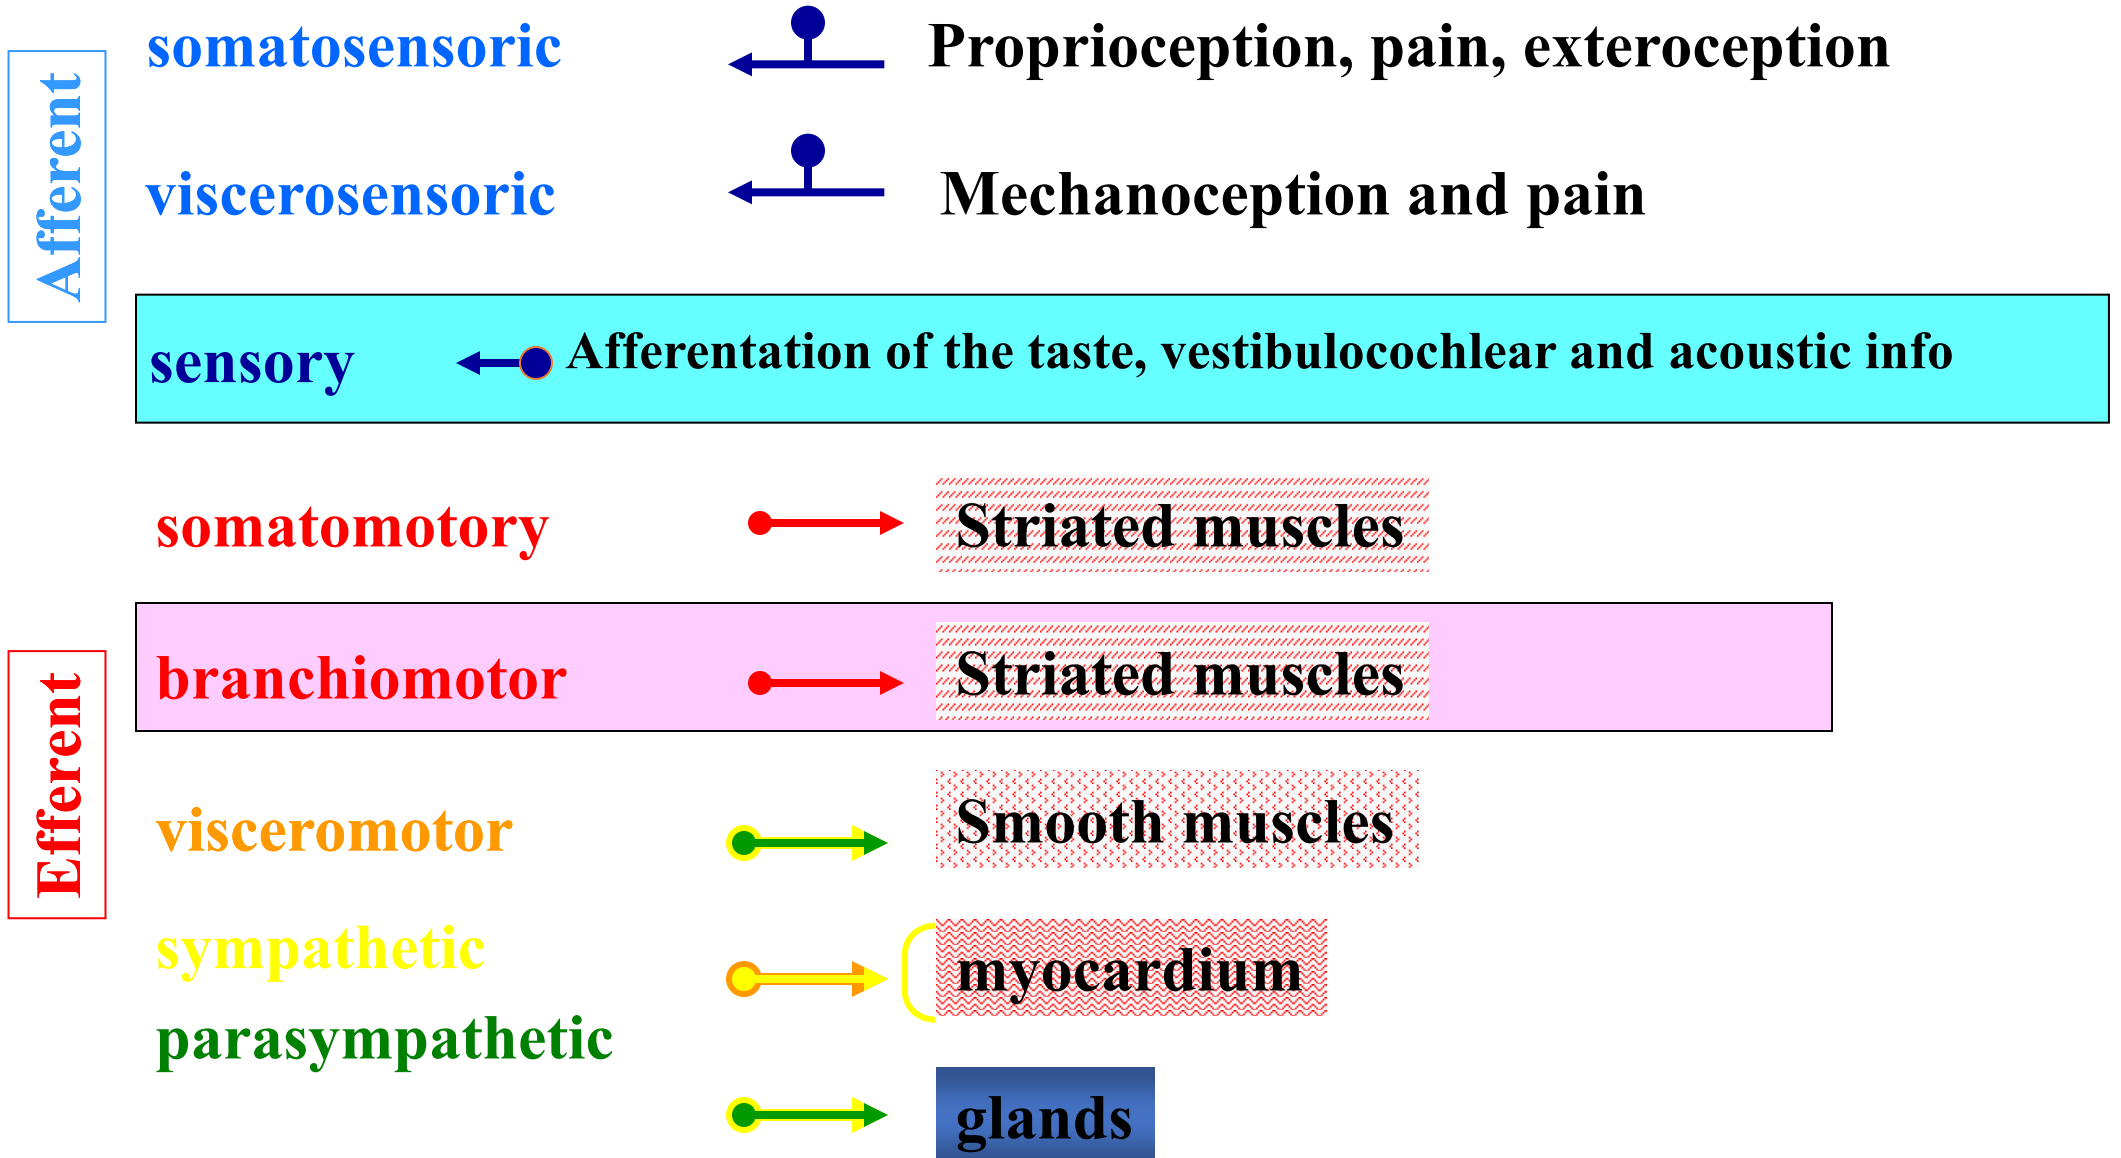 Afferent
somatosensoric
Proprioception, pain, exteroception
viscerosensoric
Mechanoception and pain
sensory
Afferentation of the taste, vestibulocochlear and acoustic info
Efferent
somatomotory
Striated muscles
branchiomotor
Striated muscles
visceromotor
Smooth muscles
sympathetic
myocardium
parasympathetic
glands